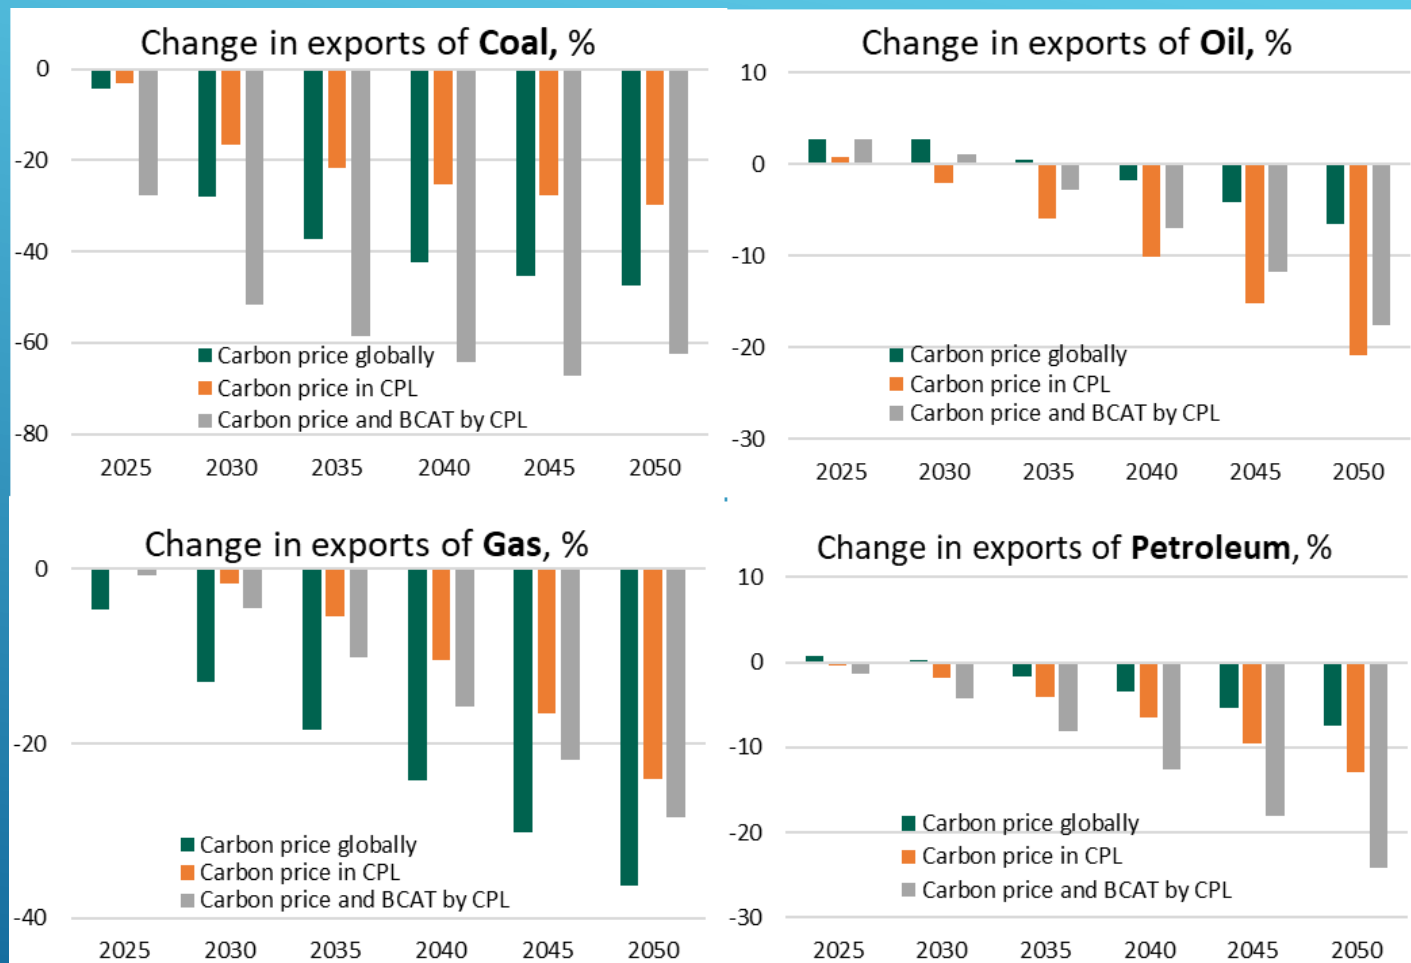 Change in exports of Coal, %
0
-20
-40
-60
-80
Carbon price globally
Carbon price in CPL
Carbon price and BCAT by CPL
2025 2030 2035 2040 2045 2050
Change in exports of Oil, %
10
0
-10
-20
-30
Carbon price globally
Carbon price in CPL
Carbon price and BCAT by CPL
2025 2030 2035 2040 2045 2050
Change in exports of Gas, %
0
-20
-40
Carbon price globally
Carbon price in CPL
Carbon price and BCAT by CPL
2025 2030 2035 2040 2045 2050
Change in exports of Petroleum, %
10
0
-10
-20
-30
Carbon price globally
Carbon price in CPL
Carbon price and BCAT by CPL
2025 2030 2035 2040 2045 2050